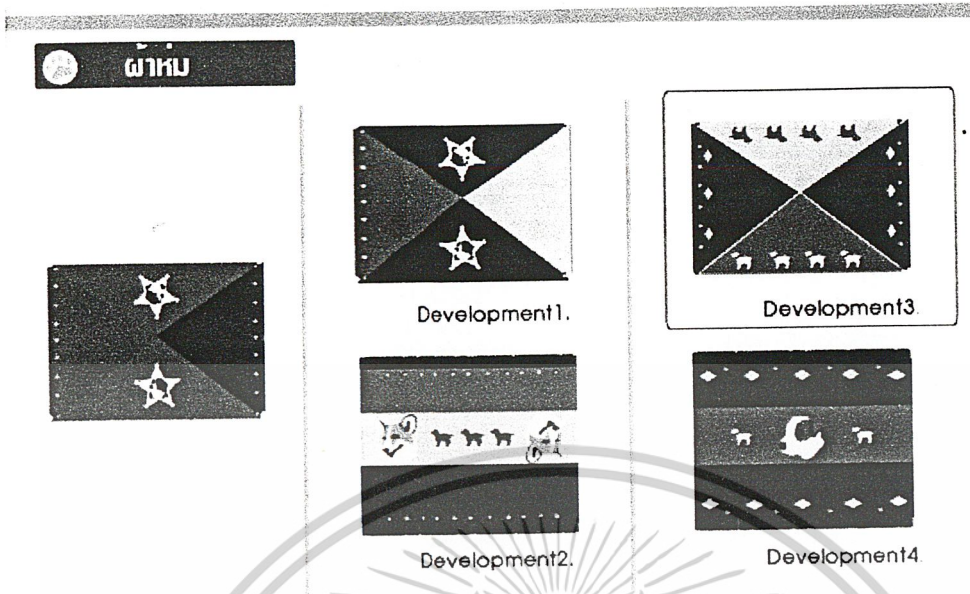 ผ้าห่ม
Development1.
Development3.
Development2.
Development4.